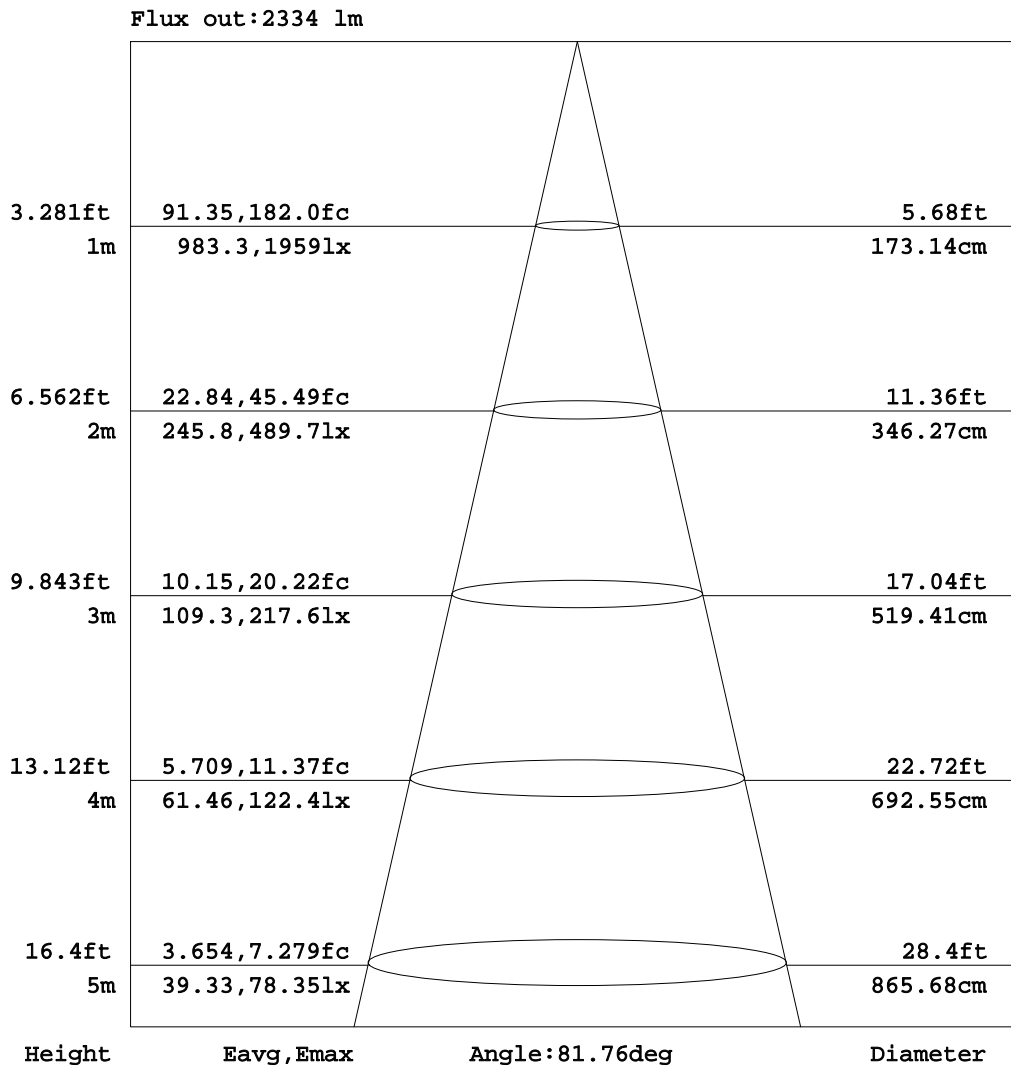 Flux out:2334 lm
3.281ft 91.35,182.0fc 5.68ft
1m 983.3,1959lx 173.14cm
6.562ft 22.84,45.49fc 11.36ft
2m 245.8,489.7lx 346.27cm
9.843ft 10.15,20.22fc 17.04ft
3m 109.3,217.6lx 519.41cm
13.12ft 5.709,11.37fc 22.72ft
4m 61.46,122.4lx 692.55cm
16.4ft 3.654,7.279fc 28.4ft
5m 39.33,78.35lx 865.68cm
Height Eavg,Emax Angle:81.76deg Diameter